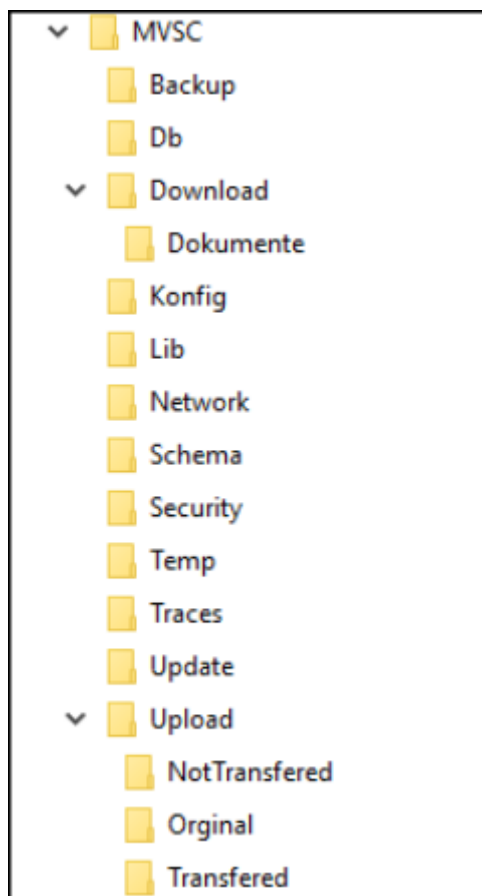 MVSC
Backup
Db
Download
Dokumente
Konfig
Lib
Network
Schema
Security
Temp
Traces
Update
Upload
NotTransfered
Orginal
Transfered